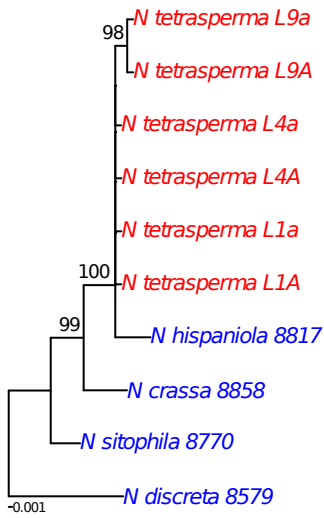 98
N tetrasperma L9a
N tetrasperma L9A
N tetrasperma L4a
N tetrasperma L4A
N tetrasperma L1a
100
N tetrasperma L1A
N hispaniola 8817
99
N crassa 8858
N sitophila 8770
N discreta 8579
0.001